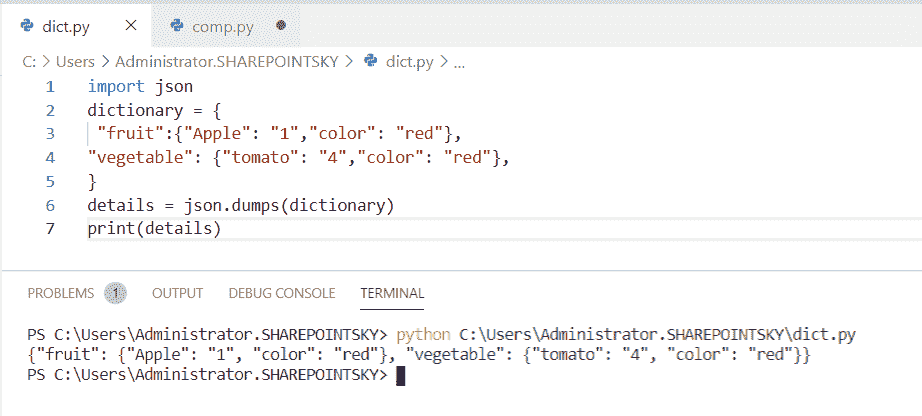 dict.py × comp.py ●
C: > Users > Administrator.SHAREPOINTSKY > dict.py > ...
1 import json
2 dictionary = {
3  "fruit":{"Apple": "1","color": "red"},
4 "vegetable": {"tomato": "4","color": "red"},
5 }
6 details = json.dumps(dictionary)
7 print(details)
PROBLEMS 1 OUTPUT DEBUG CONSOLE TERMINAL
PS C:\Users\Administrator.SHAREPOINTSKY> python C:\Users\Administrator.SHAREPOINTSKY\dict.py
{"fruit": {"Apple": "1", "color": "red"}, "vegetable": {"tomato": "4", "color": "red"}}
PS C:\Users\Administrator.SHAREPOINTSKY>